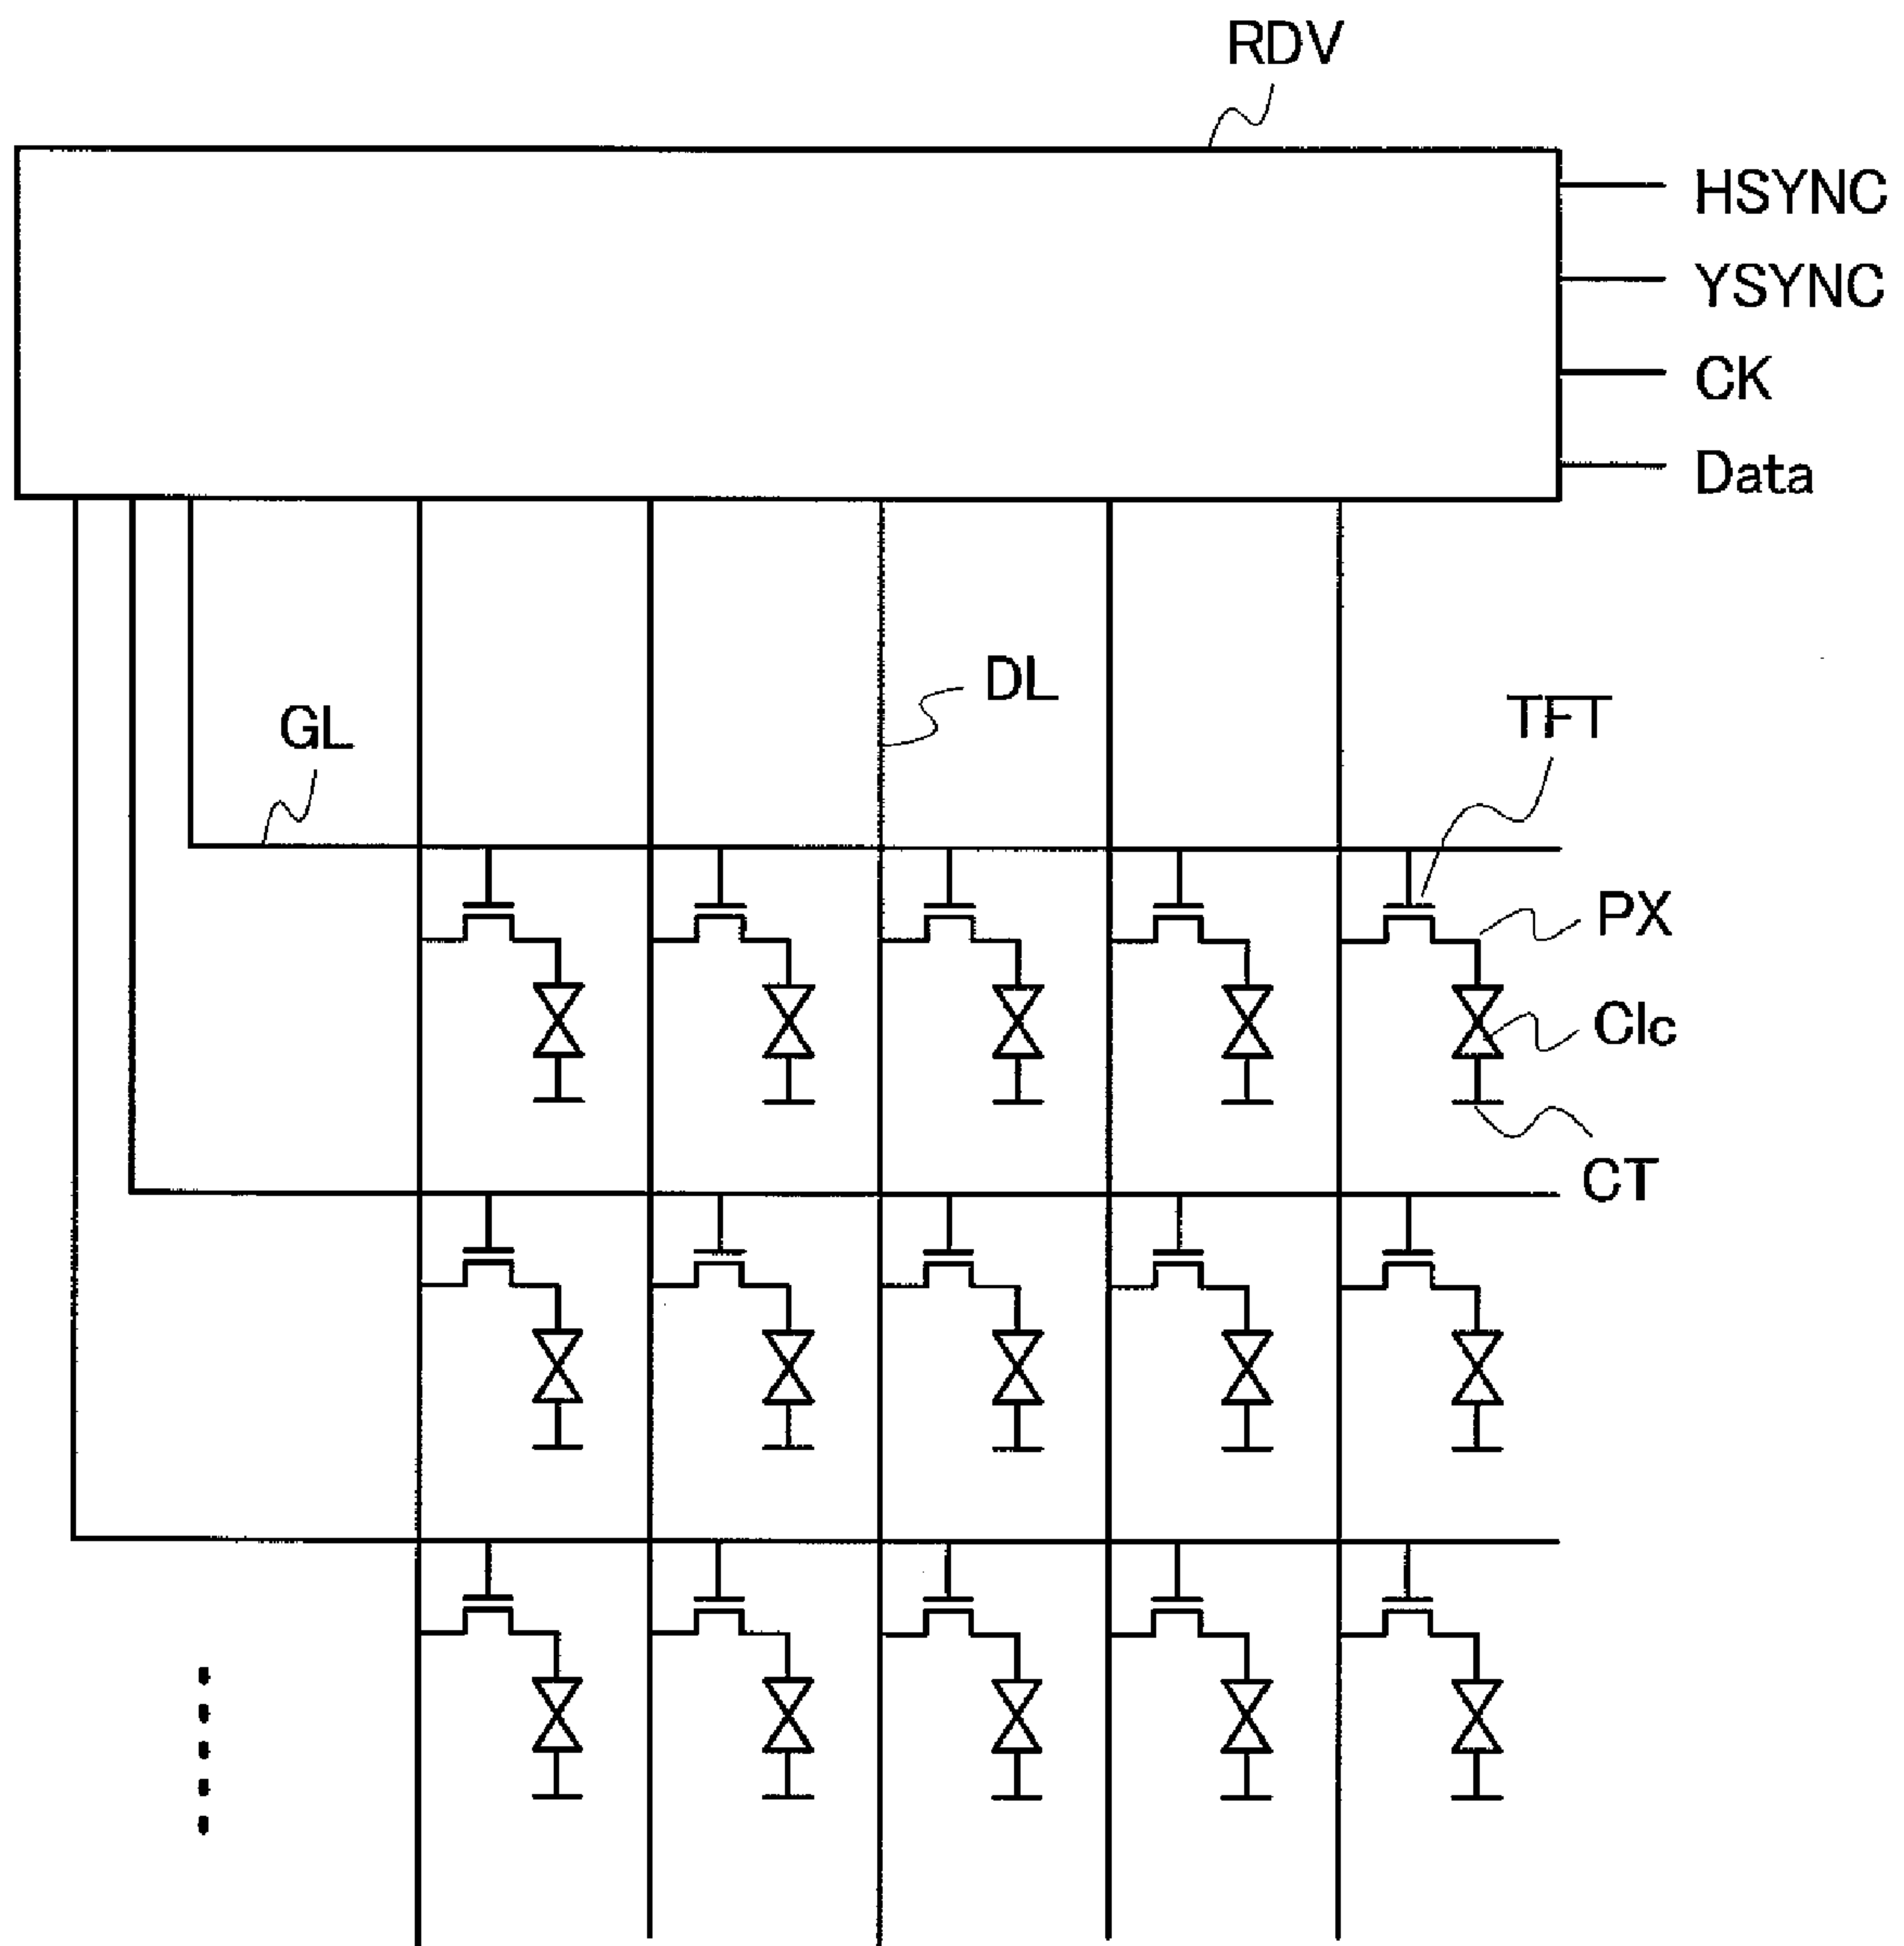 RDV
HSYNC
YSYNC
CK
Data
DL
GL
TFT
PX
Clc
CT